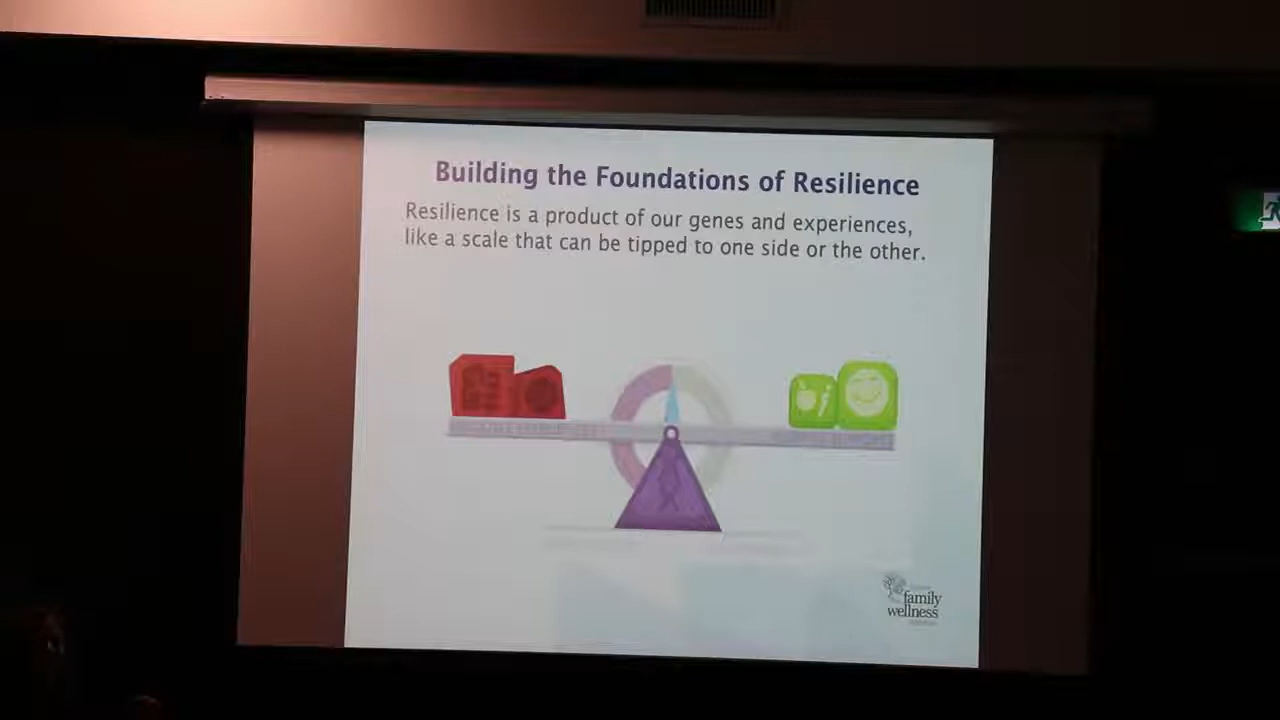 Building the Foundations of Resilience
Resilience is a product of our genes and experiences,
like a scale that can be tipped to one side or the other.
family
wellness